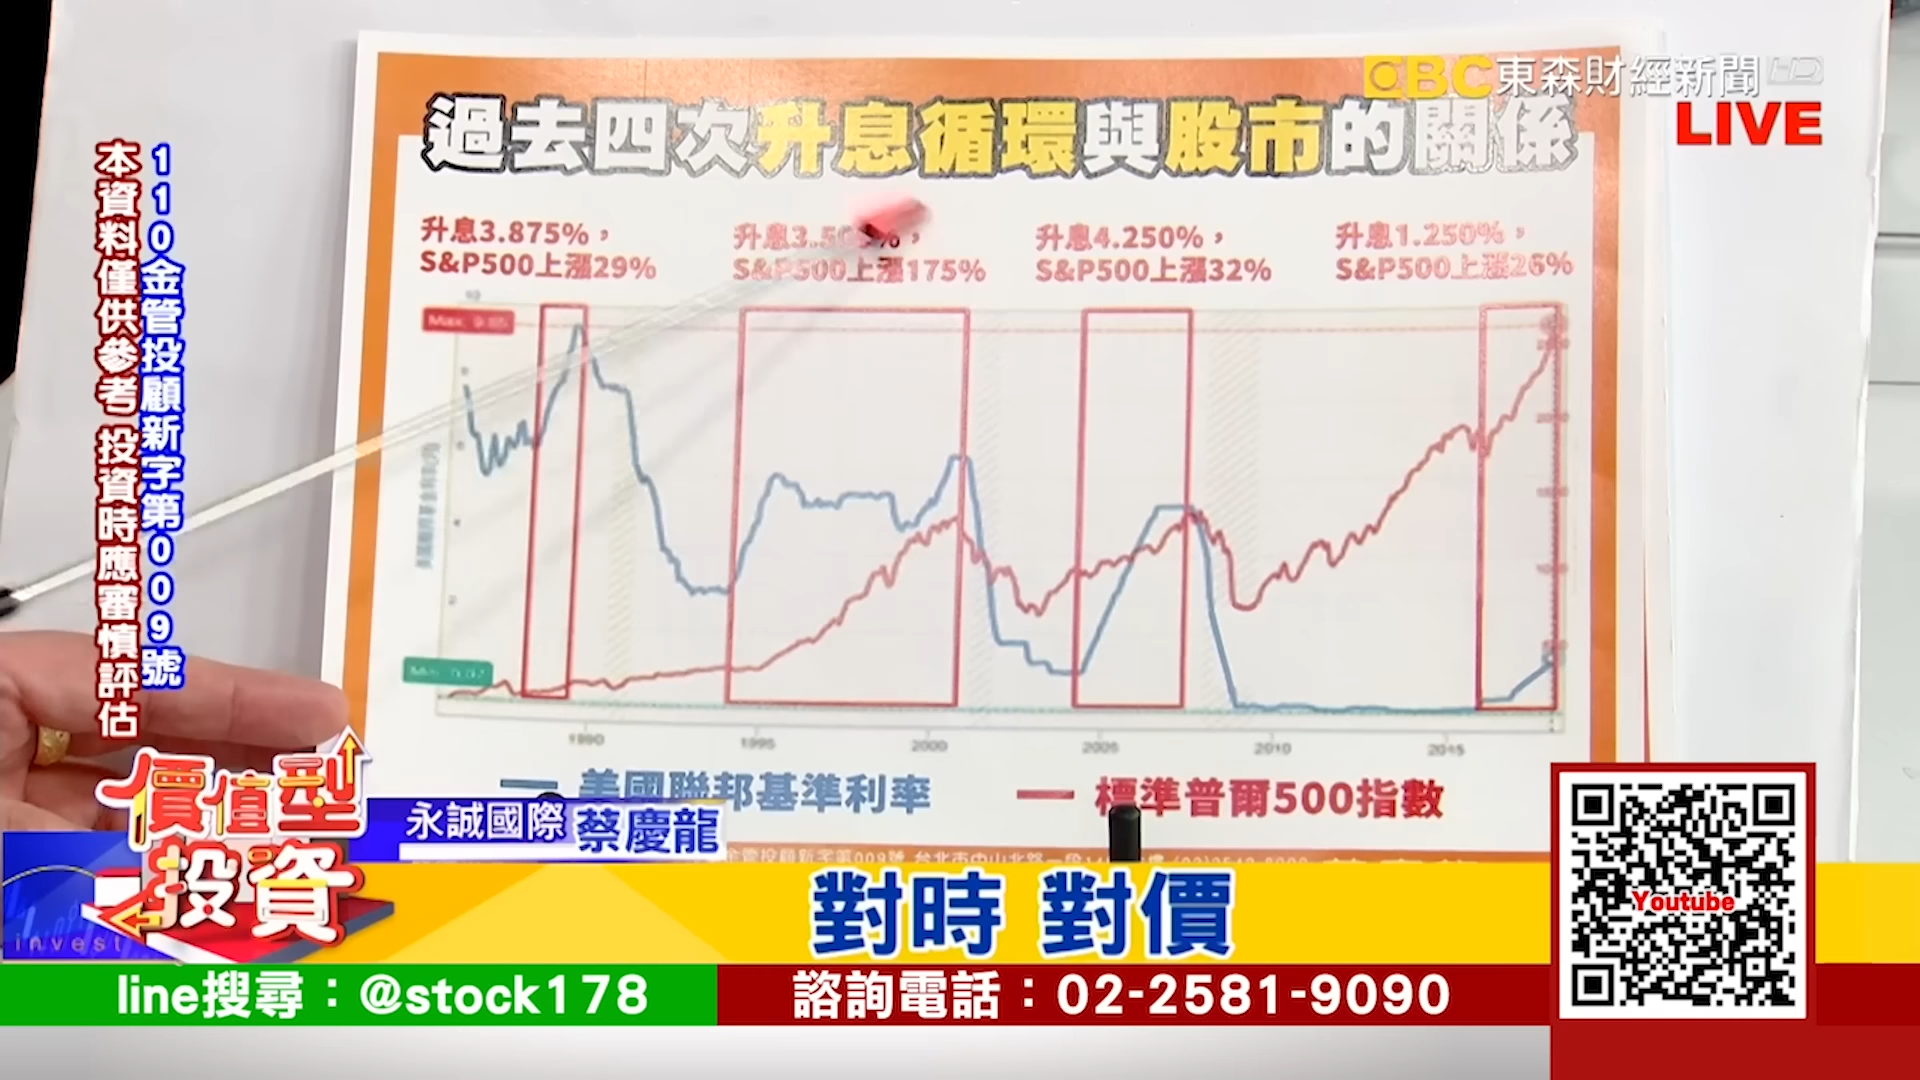 東森財經新聞 HD
LIVE
過去四次升息循環與股市的關係
升息3.875%，
S&P500上漲29%
S&P500上漲175%
升息4.250%，
S&P500上漲32%
升息1.250%，
S&P500上漲26%
110金管投顧新字第009號
本資料僅供參考 投資時應審慎評估
1990
1995
2000
2005
2010
2015
美國聯邦基準利率
標準普爾500指數
價值型
投資
invest
永誠國際 蔡慶龍
對時 對價
Youtube
line搜尋：@stock178
諮詢電話：02-2581-9090